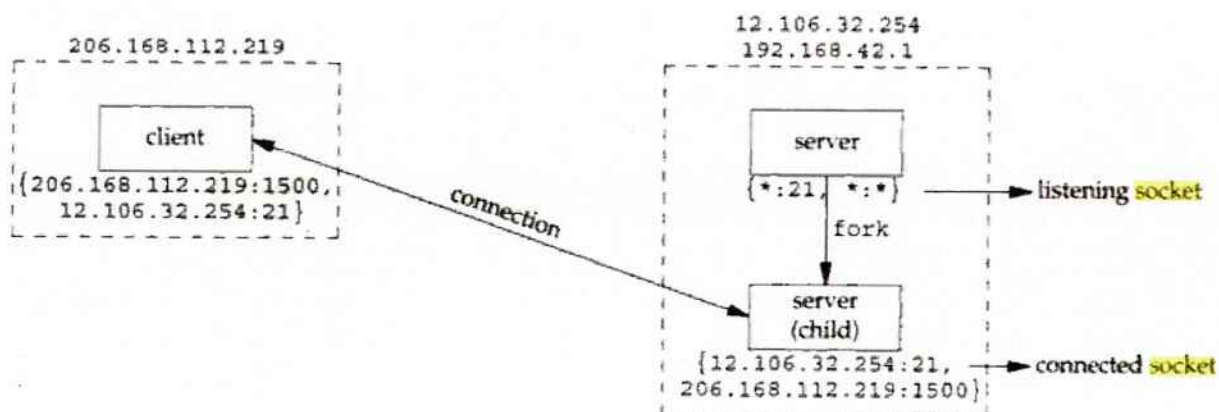 206.168.112.219
12.106.32.254
192.168.42.1
client
{206.168.112.219:1500,
12.106.32.254:21}
connection
server
{*:21, *:*}
listening socket
fork
server
(child)
{12.106.32.254:21,
206.168.112.219:1500}
connected socket